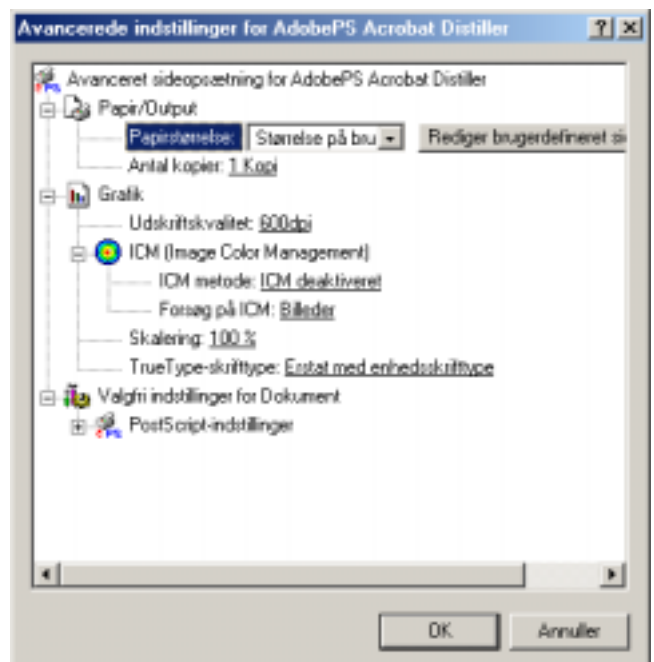 Avancerede indstillinger for AdobePS Acrobat Distiller
Avanceret sideopsætning for AdobePS Acrobat Distiller
Papir/Output
Papirstørrelse: Størrelse på bru Rediger brugerdefineret si
Antal kopier: 1 Kopi
Grafik
Udskriftskvalitet: 600dpi
ICM (Image Color Management)
ICM metode: ICM deaktiveret
Forsøg på ICM: Billeder
Skalering: 100 %
TrueType-skrifttype: Erstat med enhedsskrifttype
Valgfri indstillinger for Dokument
PostScript-indstillinger
OK Annuller